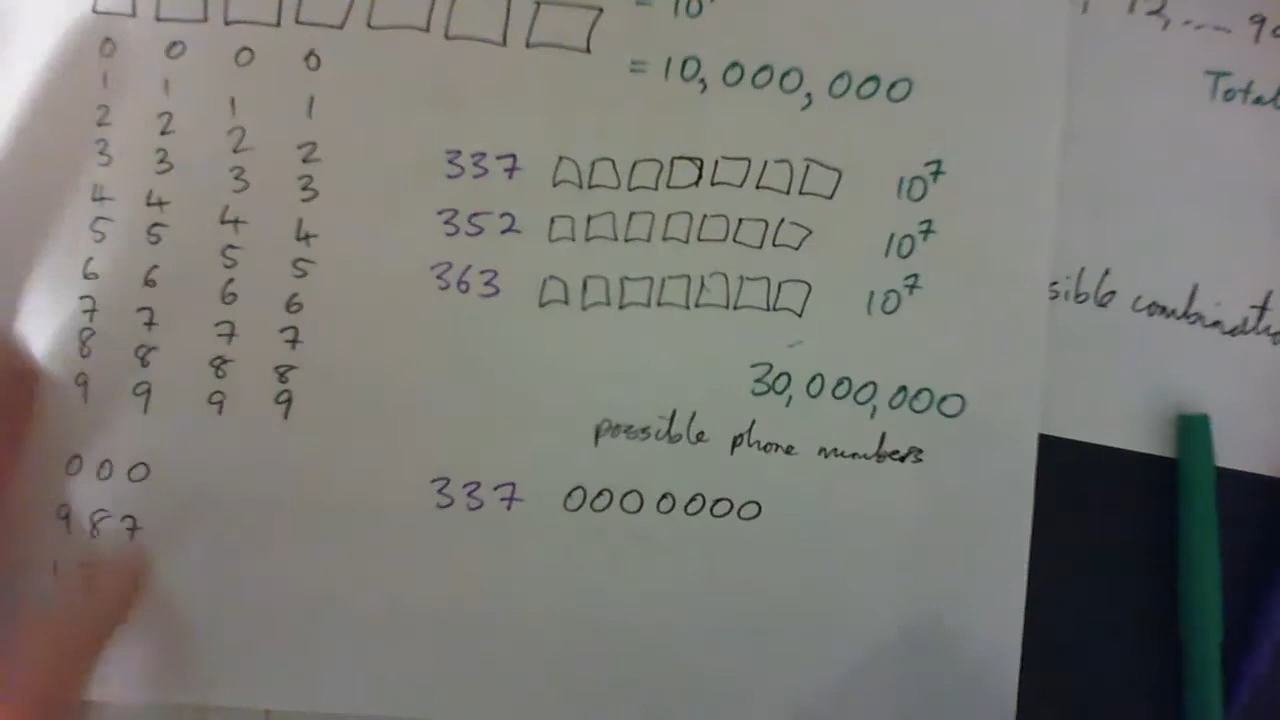 = 10
= 10,000,000
0 0 0 0
1 1 1 1
2 2 2 2
3 3 3 3
4 4 4 4
5 5 5 5
6 6 6 6
7 7 7 7
8 8 8 8
9 9 9 9
000
987
337 10⁷
352 10⁷
363 10⁷
30,000,000
possible phone numbers
337 0000000
Total
sible combinati